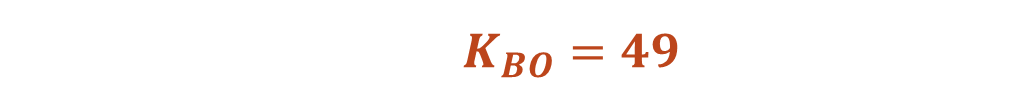 K_BO = 49